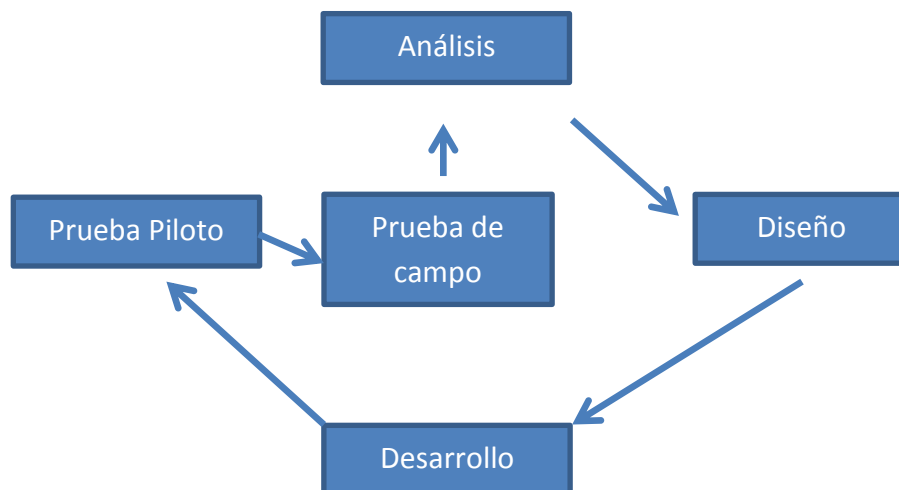 Análisis
Prueba Piloto
Prueba de
campo
Diseño
Desarrollo